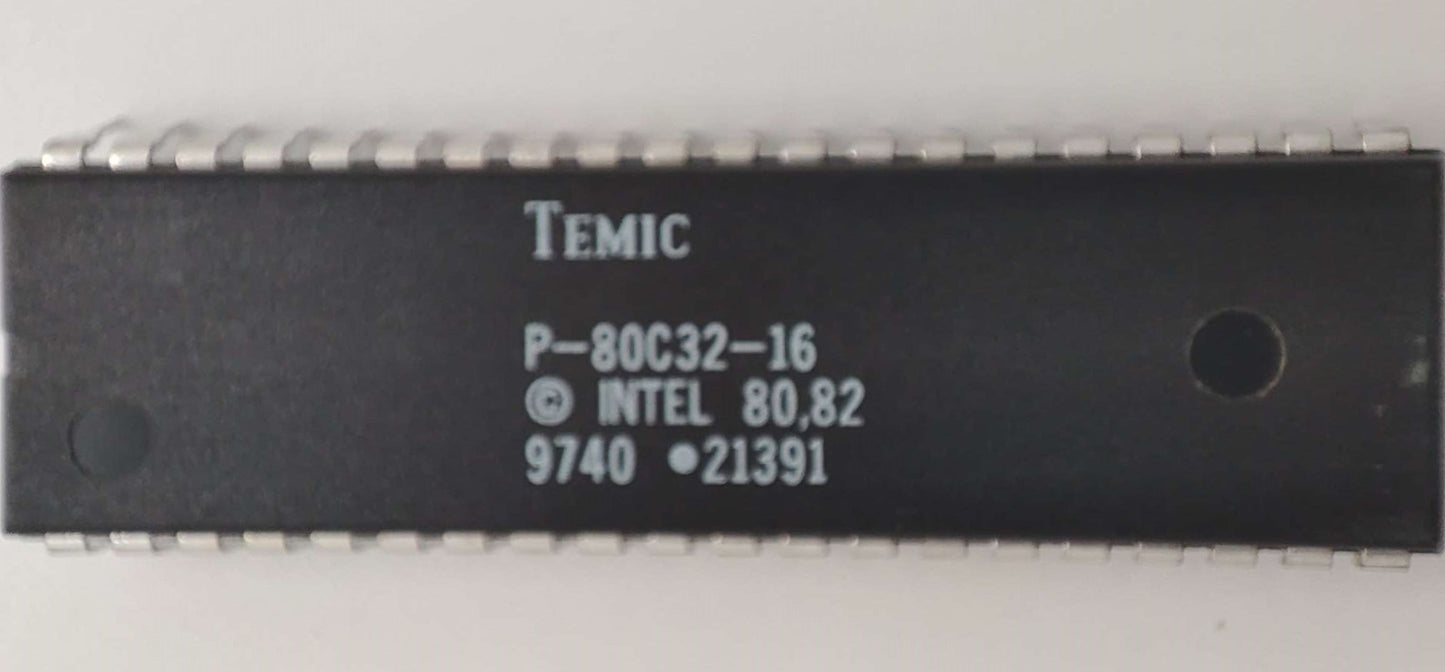 TEMIC
P-80C32-16
© INTEL 80,82
9740 •21391